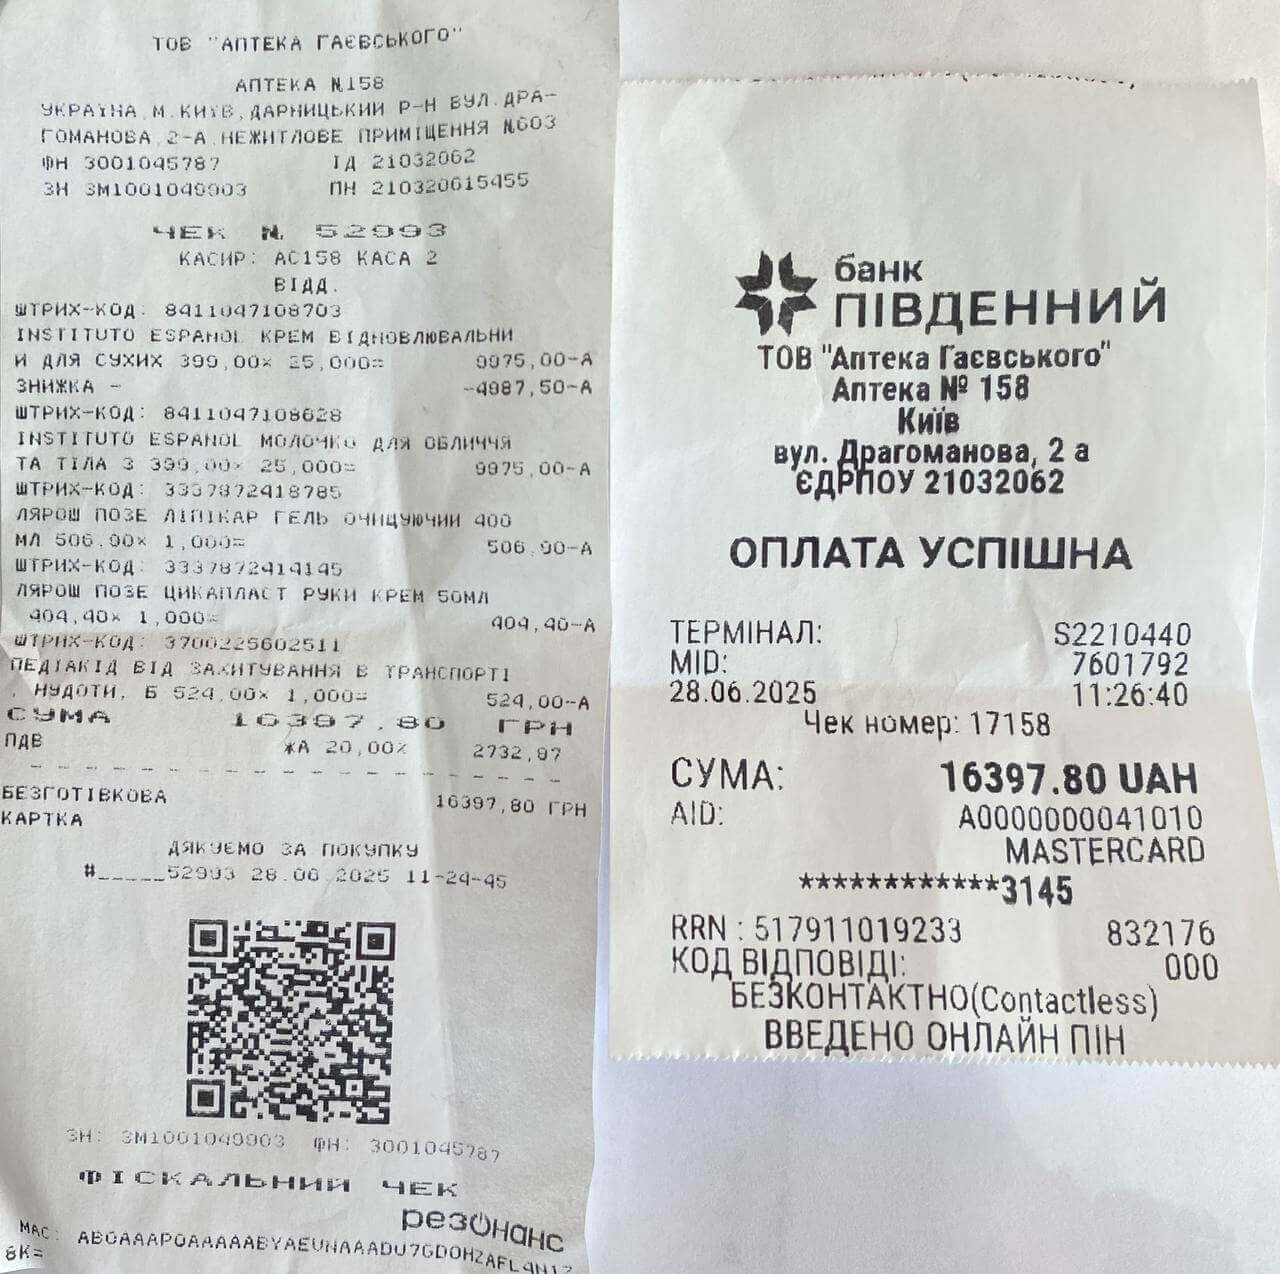 ТОВ "АПТЕКА ГАЄВСЬКОГО"
АПТЕКА №158
УКРАЇНА, М.КИЇВ, ДАРНИЦЬКИЙ Р-Н ВУЛ.ДРА-
ГОМАНОВА, 2-А, НЕЖИТЛОВЕ ПРИМІЩЕННЯ №603
ФН 3001045787 ІД 21032062
ЗН ЗМ1001049903 ПН 210320615455
ЧЕК № 52993
КАСИР: АС158 КАСА 2
ВІДД.
ШТРИХ-КОД: 8411047108703
INSTITUTO ESPANOL КРЕМ ВІДНОВЛЮВАЛЬНИ
Й ДЛЯ СУХИХ 399,00× 25,000= 9975,00-А
ЗНИЖКА - -4987,50-А
ШТРИХ-КОД: 8411047108628
INSTITUTO ESPANOL МОЛОЧКО ДЛЯ ОБЛИЧЧЯ
ТА ТІЛА З 399,00× 25,000= 9975,00-А
ШТРИХ-КОД: 3337872418785
ЛЯРОШ ПОЗЕ ЛІПІКАР ГЕЛЬ ОЧИЩУЮЧИЙ 400
МЛ 506,90× 1,000= 506,90-А
ШТРИХ-КОД: 3337872414145
ЛЯРОШ ПОЗЕ ЦИКАПЛАСТ РУКИ КРЕМ 50МЛ
404,40× 1,000= 404,40-А
ШТРИХ-КОД: 3700225602511
ПЕДІАКІД ВІД ЗАХИТУВАННЯ В ТРАНСПОРТІ
, НУДОТИ, Б 524,00× 1,000= 524,00-А
СУМА 16397.80 ГРН
ПДВ ЖА 20,00% 2732,97
БЕЗГОТІВКОВА 16397,80 ГРН
КАРТКА
ДЯКУЄМО ЗА ПОКУПКУ
#_____52993 28.06.2025 11-24-45
ЗН: ЗМ1001049903 ФН: 3001045787
ФІСКАЛЬНИЙ ЧЕК
резонанс
MAC:
8K=
банк
ПІВДЕННИЙ
ТОВ "Аптека Гаєвського"
Аптека № 158
Київ
вул. Драгоманова, 2 а
ЄДРПОУ 21032062
ОПЛАТА УСПІШНА
ТЕРМІНАЛ: S2210440
MID: 7601792
28.06.2025 11:26:40
Чек номер: 17158
СУМА: 16397.80 UAH
AID: A0000000041010
MASTERCARD
************3145
RRN : 517911019233 832176
КОД ВІДПОВІДІ: 000
БЕЗКОНТАКТНО(Contactless)
ВВЕДЕНО ОНЛАЙН ПІН